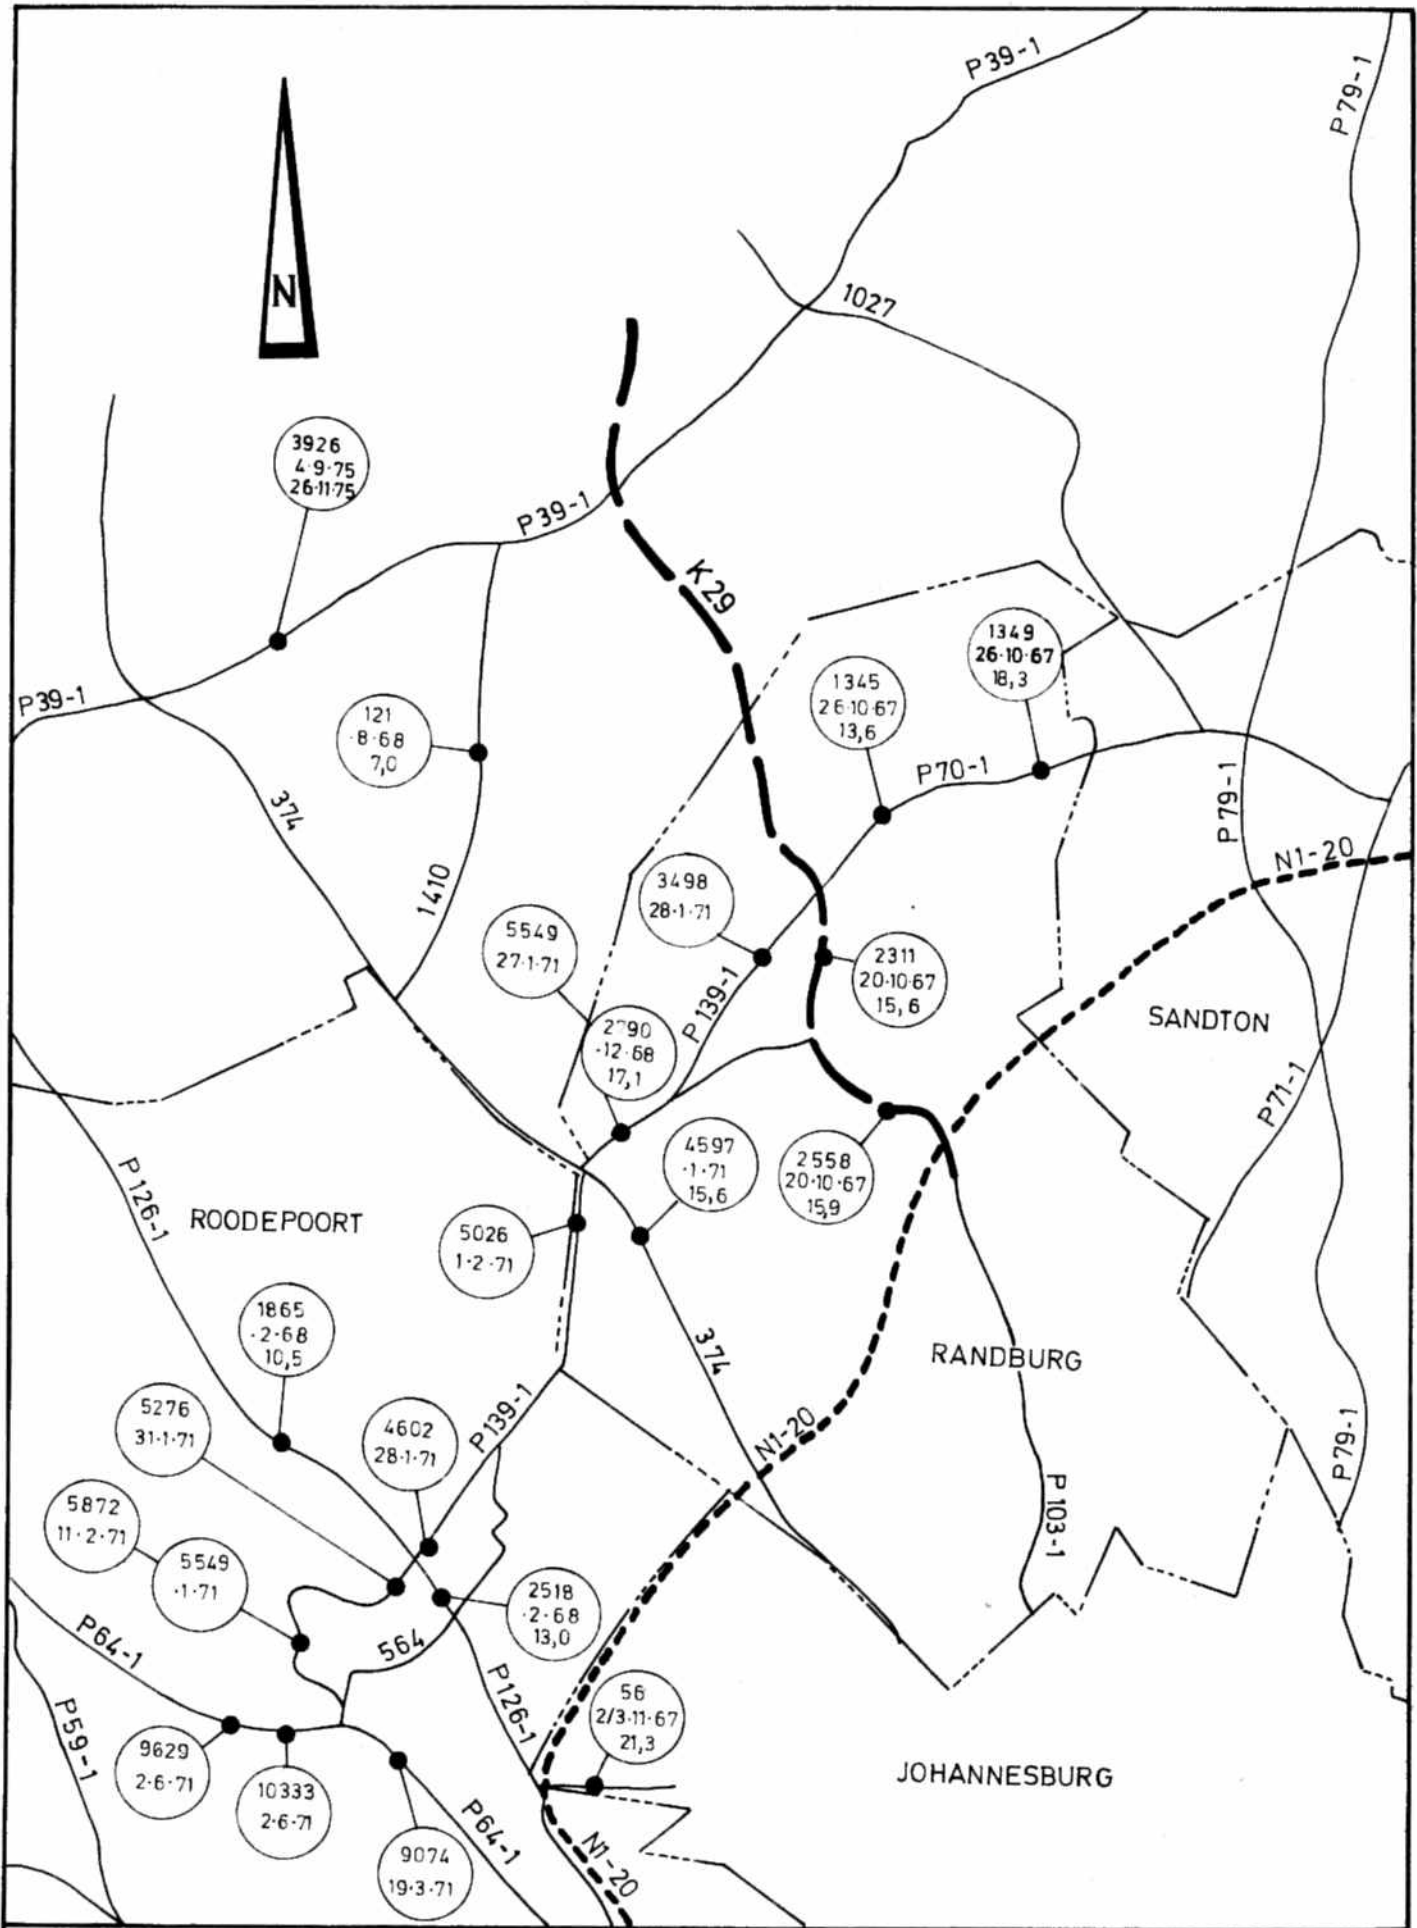 P39-1
P79-1
N
1027
3926
4·9·75
26·11·75
P39-1
K29
1349
26·10·67
18,3
1345
26·10·67
13,6
P39-1
121
·8·68
7,0
P70-1
374
P79-1
N1-20
1410
3498
28·1·71
5549
27·1·71
2311
20·10·67
15,6
P139-1
SANDTON
2790
·12·68
17,1
P71-1
4597
·1·71
15,6
2558
20·10·67
15,9
P126-1
ROODEPOORT
5026
1·2·71
1865
·2·68
10,5
374
RANDBURG
5276
31·1·71
4602
28·1·71
P139-1
N1-20
P79-1
5872
11·2·71
P103-1
5549
·1·71
2518
·2·68
13,0
P64-1
564
P126-1
56
2/3·11·67
21,3
P59-1
9629
2·6·71
10333
2·6·71
JOHANNESBURG
P64-1
9074
19·3·71
N1-20